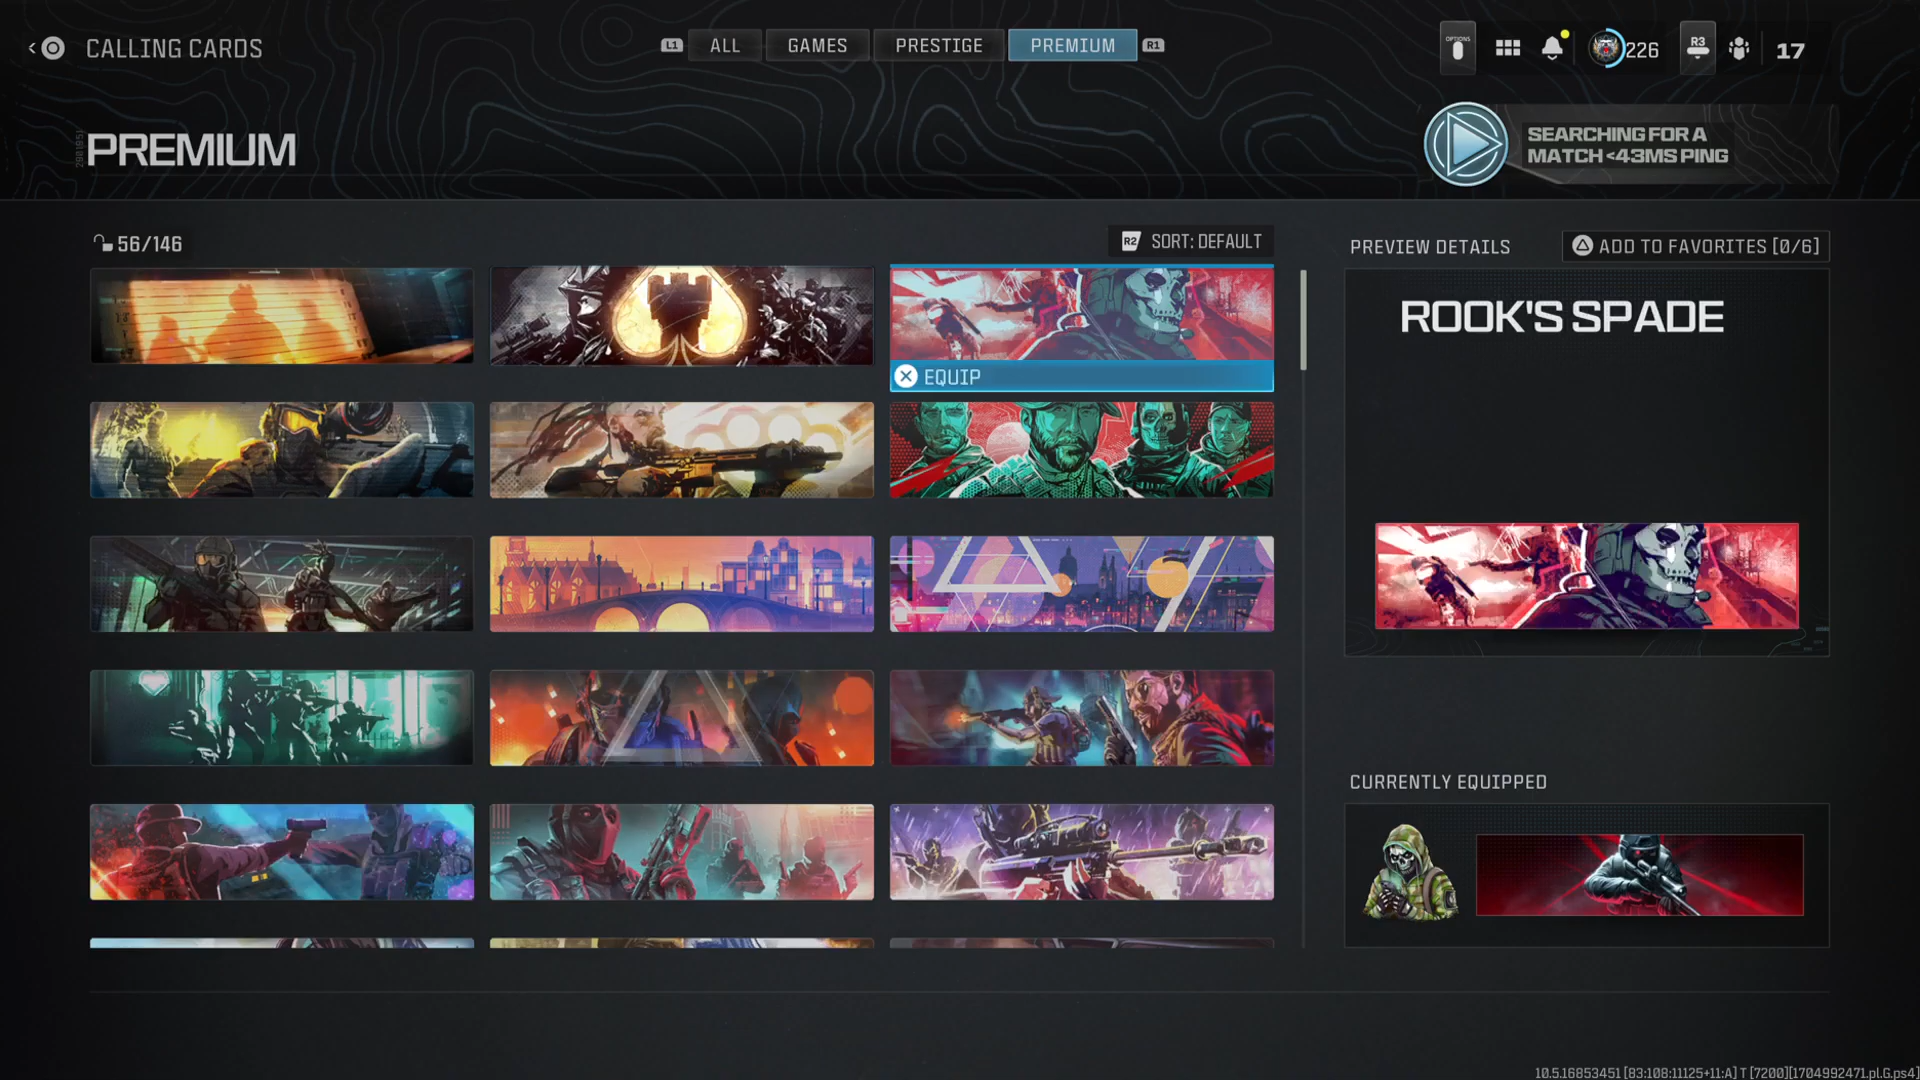 CALLING CARDS
L1 ALL GAMES PRESTIGE PREMIUM R1
OPTIONS
226
R3
17
PREMIUM
SEARCHING FOR A
MATCH <43MS PING
56/146
R2 SORT: DEFAULT
PREVIEW DETAILS
ADD TO FAVORITES [0/6]
ROOK'S SPADE
EQUIP
CURRENTLY EQUIPPED
10.5.16853451 [83:108:11125+11:A] T [7200][1704992471.pl.G.ps4]